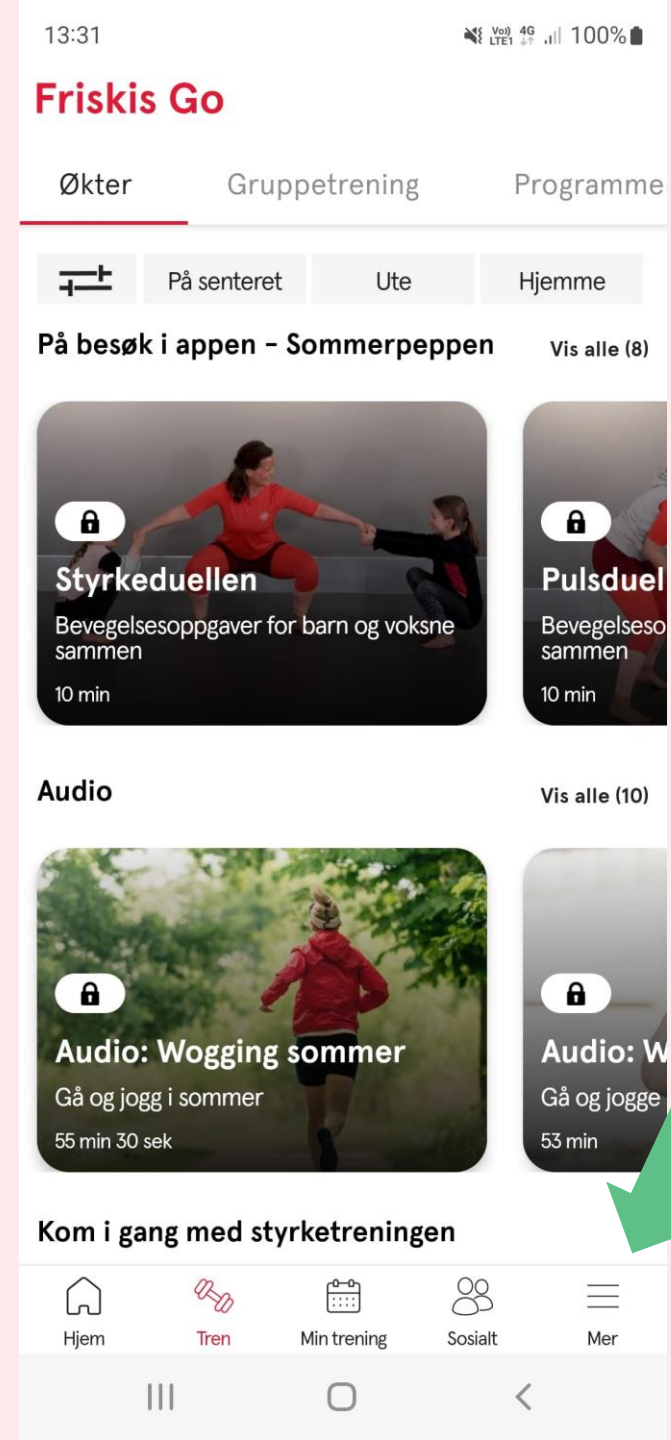 13:31 Vo)) LTE1 4G 100%
Friskis Go
Økter Gruppetrening Programme
På senteret Ute Hjemme
På besøk i appen - Sommerpeppen Vis alle (8)
Styrkeduellen
Bevegelsesoppgaver for barn og voksne
sammen
10 min
Pulsduel
Bevegelseso
sammen
10 min
Audio Vis alle (10)
Audio: Wogging sommer
Gå og jogg i sommer
55 min 30 sek
Audio: W
Gå og jogge
53 min
Kom i gang med styrketreningen
Hjem Tren Min trening Sosialt Mer